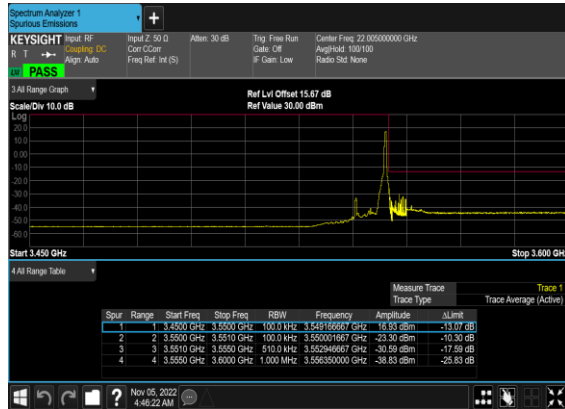 Spectrum Analyzer 1
Spurious Emissions
+
KEYSIGHT Input: RF Input Z: 50 Ω Atten: 30 dB Trig: Free Run Center Freq: 22.005000000 GHz
R T Coupling: DC Corr CCorr Gate: Off Avg|Hold: 100/100
Align: Auto Freq Ref: Int (S) IF Gain: Low Radio Std: None
PASS
3 All Range Graph
Ref Lvl Offset 15.67 dB
Scale/Div 10.0 dB Ref Value 30.00 dBm
Log
20.0
10.0
0.00
-10.0
-20.0
-30.0
-40.0
-50.0
-60.0
Start 3.450 GHz Stop 3.600 GH
4 All Range Table
Measure Trace Trace 1
Trace Type Trace Average (Active)
Spur Range Start Freq Stop Freq RBW Frequency Amplitude ΔLimit
1 1 3.4500 GHz 3.5500 GHz 100.0 kHz 3.549166667 GHz 16.93 dBm -13.07 dB
2 2 3.5500 GHz 3.5510 GHz 100.0 kHz 3.550001667 GHz -23.30 dBm -10.30 dB
3 3 3.5510 GHz 3.5550 GHz 510.0 kHz 3.552946667 GHz -30.59 dBm -17.59 dB
4 4 3.5550 GHz 3.6000 GHz 1.000 MHz 3.556350000 GHz -38.83 dBm -25.83 dB
? Nov 05, 2022
4:46:22 AM